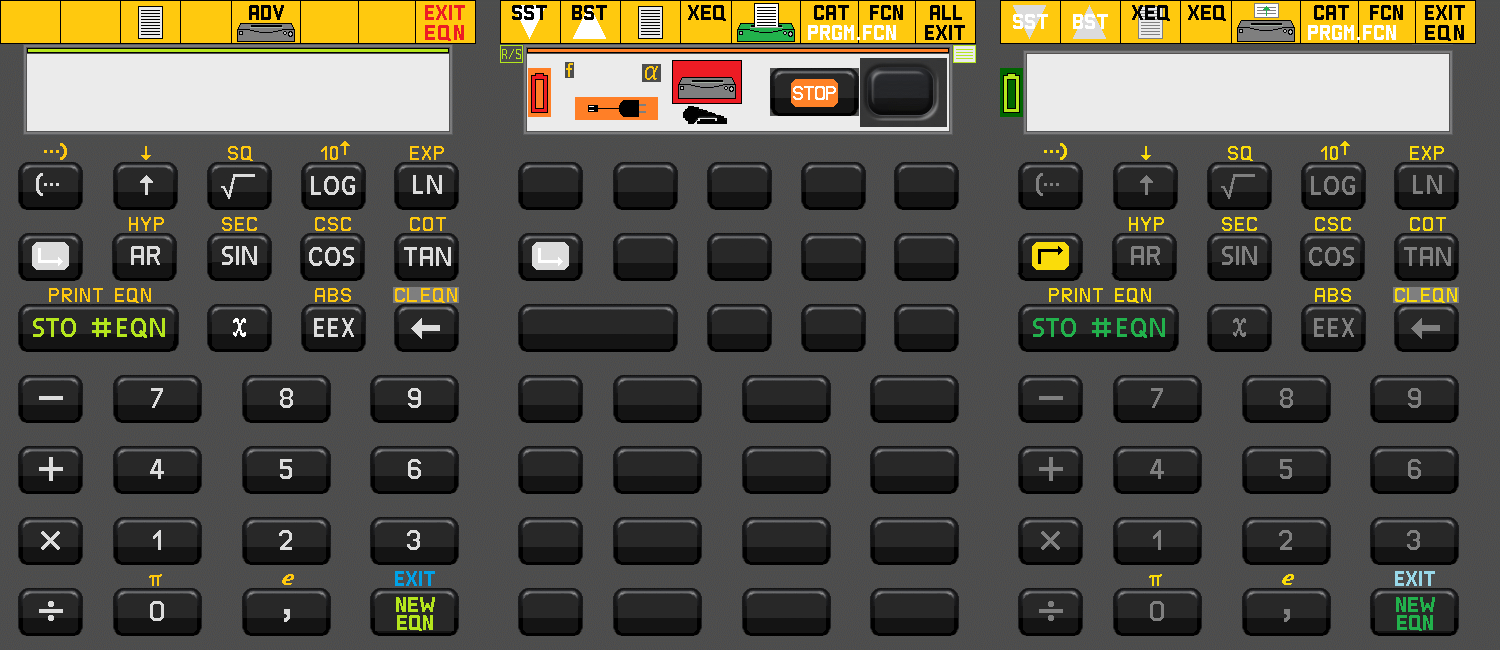 ADV EXIT EQN
SST BST XEQ CAT FCN ALL
PRGM.FCN EXIT
SST BST XEQ XEQ CAT FCN EXIT
PRGM.FCN EQN
R/S
f α
STOP
···) ↓ SQ 10↑ EXP
(··· ↑ √ LOG LN
HYP SEC CSC COT
AR SIN COS TAN
PRINT EQN ABS CLEQN
STO #EQN x EEX ←
− 7 8 9
+ 4 5 6
× 1 2 3
π e EXIT
÷ 0 , NEW EQN
···) ↓ SQ 10↑ EXP
(··· ↑ √ LOG LN
HYP SEC CSC COT
AR SIN COS TAN
PRINT EQN ABS CLEQN
STO #EQN x EEX ←
− 7 8 9
+ 4 5 6
× 1 2 3
π e EXIT
÷ 0 , NEW EQN